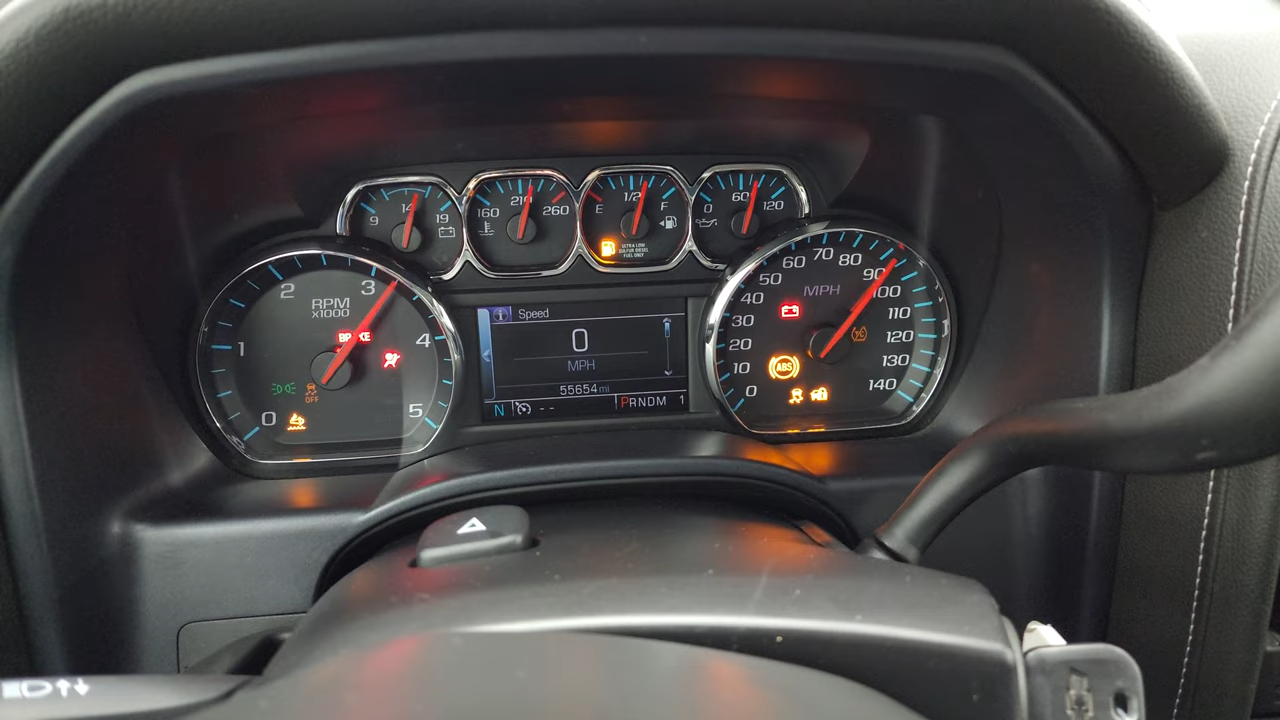 9 14 19
160 210 260
E 1/2 F
ULTRA LOW
SULFUR DIESEL
FUEL ONLY
0 60 120
0 1 2 3 4 5
RPM
X1000
BRAKE
OFF
Speed
0
MPH
55654 mi
N -- PRNDM 1
0 10 20 30 40 50 60 70 80 90 100 110 120 130 140
MPH
ABS